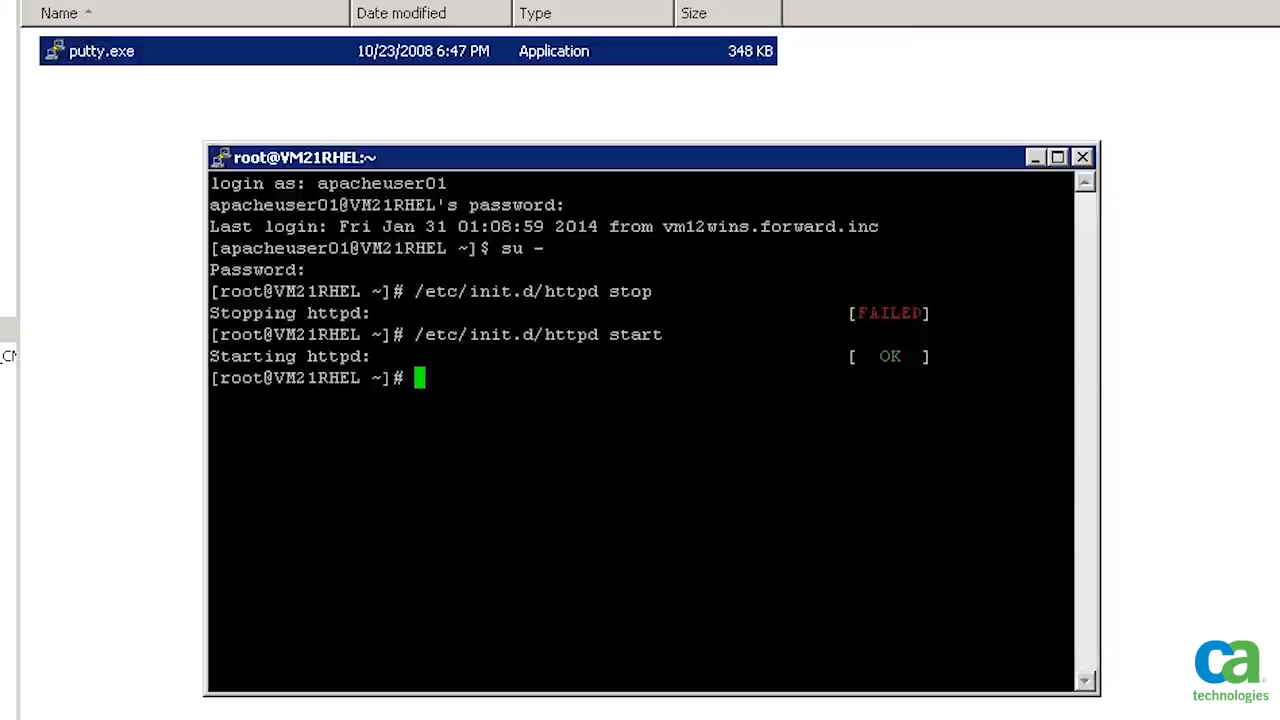 Name Date modified Type Size
putty.exe 10/23/2008 6:47 PM Application 348 KB
root@VM21RHEL:~
login as: apacheuser01
apacheuser01@VM21RHEL's password:
Last login: Fri Jan 31 01:08:59 2014 from vm12wins.forward.inc
[apacheuser01@VM21RHEL ~]$ su -
Password:
[root@VM21RHEL ~]# /etc/init.d/httpd stop
Stopping httpd: [FAILED]
[root@VM21RHEL ~]# /etc/init.d/httpd start
Starting httpd: [ OK ]
[root@VM21RHEL ~]#
_CM
ca
technologies